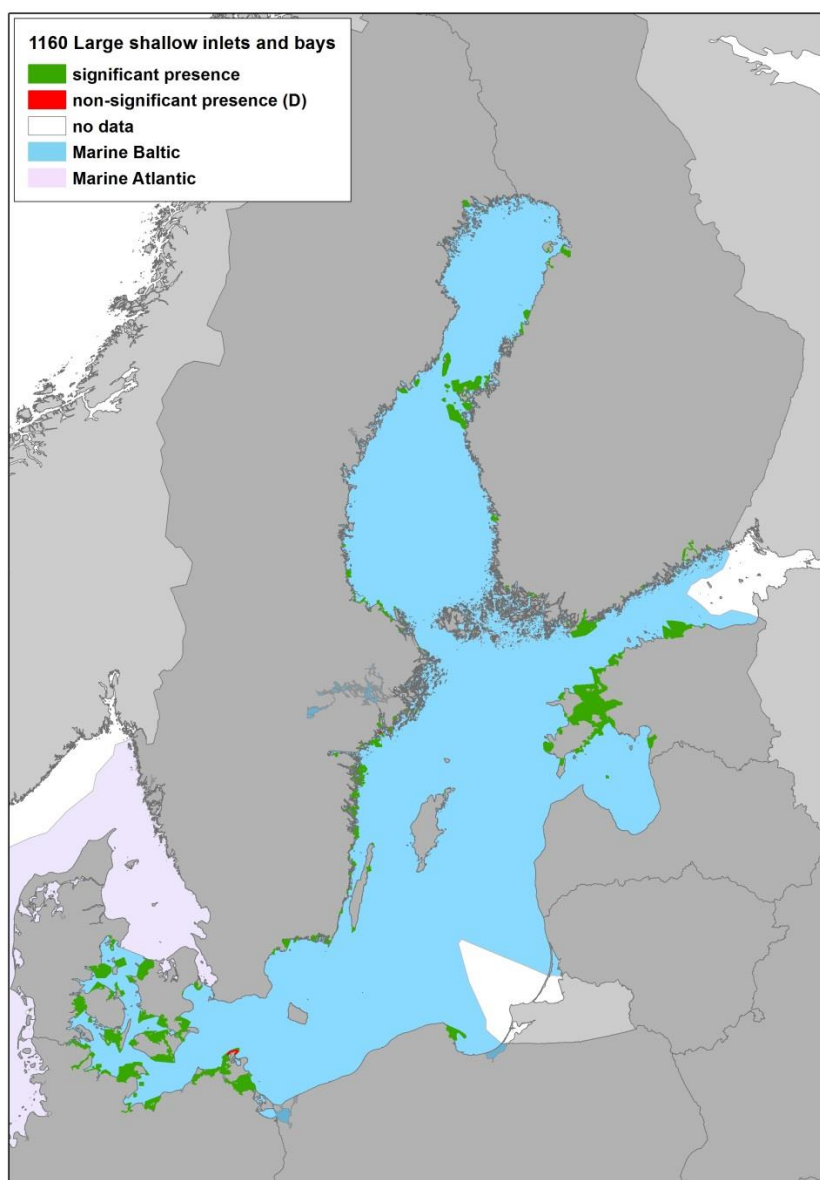 1160 Large shallow inlets and bays
significant presence
non-significant presence (D)
no data
Marine Baltic
Marine Atlantic